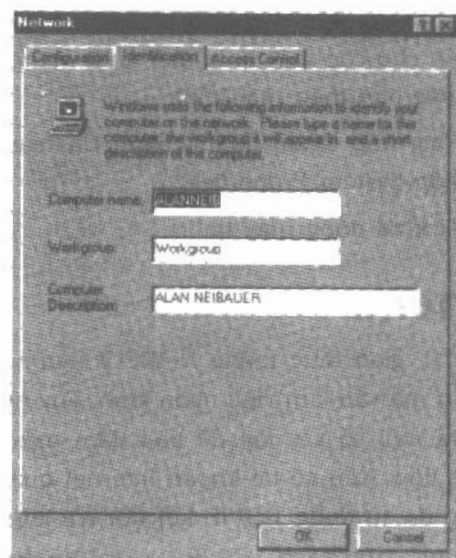 Network
Configuration Identification Access Control
Windows uses the following information to identify your
computer on the network. Please type a name for this
computer, the workgroup it will appear in, and a short
description of the computer.
Computer name: ALANNEIB
Workgroup: Workgroup
Computer
Description: ALAN NEIBAUER
OK Cancel